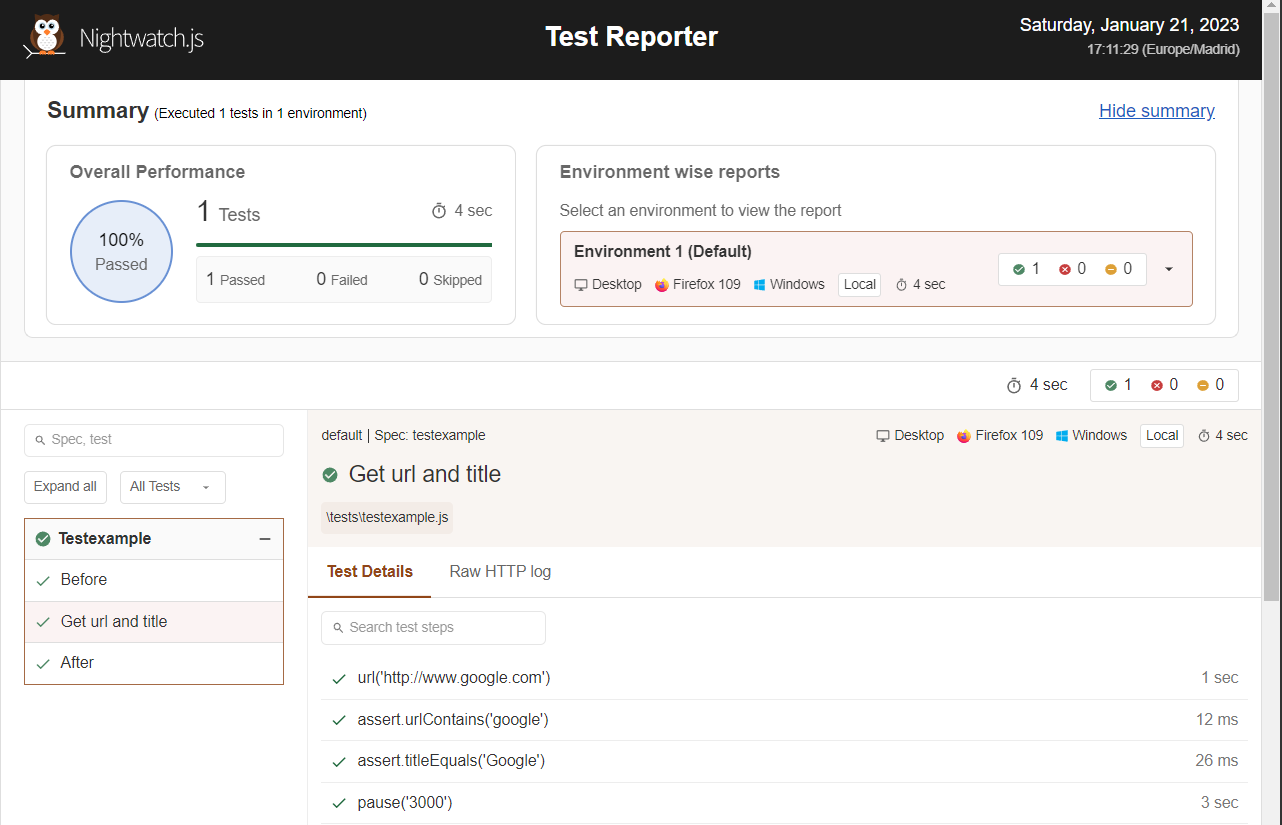 Nightwatch.js
Test Reporter
Saturday, January 21, 2023
17:11:29 (Europe/Madrid)
Summary (Executed 1 tests in 1 environment)
Hide summary
Overall Performance
100%
Passed
1 Tests
4 sec
1 Passed
0 Failed
0 Skipped
Environment wise reports
Select an environment to view the report
Environment 1 (Default)
Desktop Firefox 109 Windows Local 4 sec
1 0 0
4 sec 1 0 0
Spec, test
Expand all All Tests
Testexample
Before
Get url and title
After
default | Spec: testexample
Desktop Firefox 109 Windows Local 4 sec
Get url and title
\tests\testexample.js
Test Details Raw HTTP log
Search test steps
url('http://www.google.com') 1 sec
assert.urlContains('google') 12 ms
assert.titleEquals('Google') 26 ms
pause('3000') 3 sec